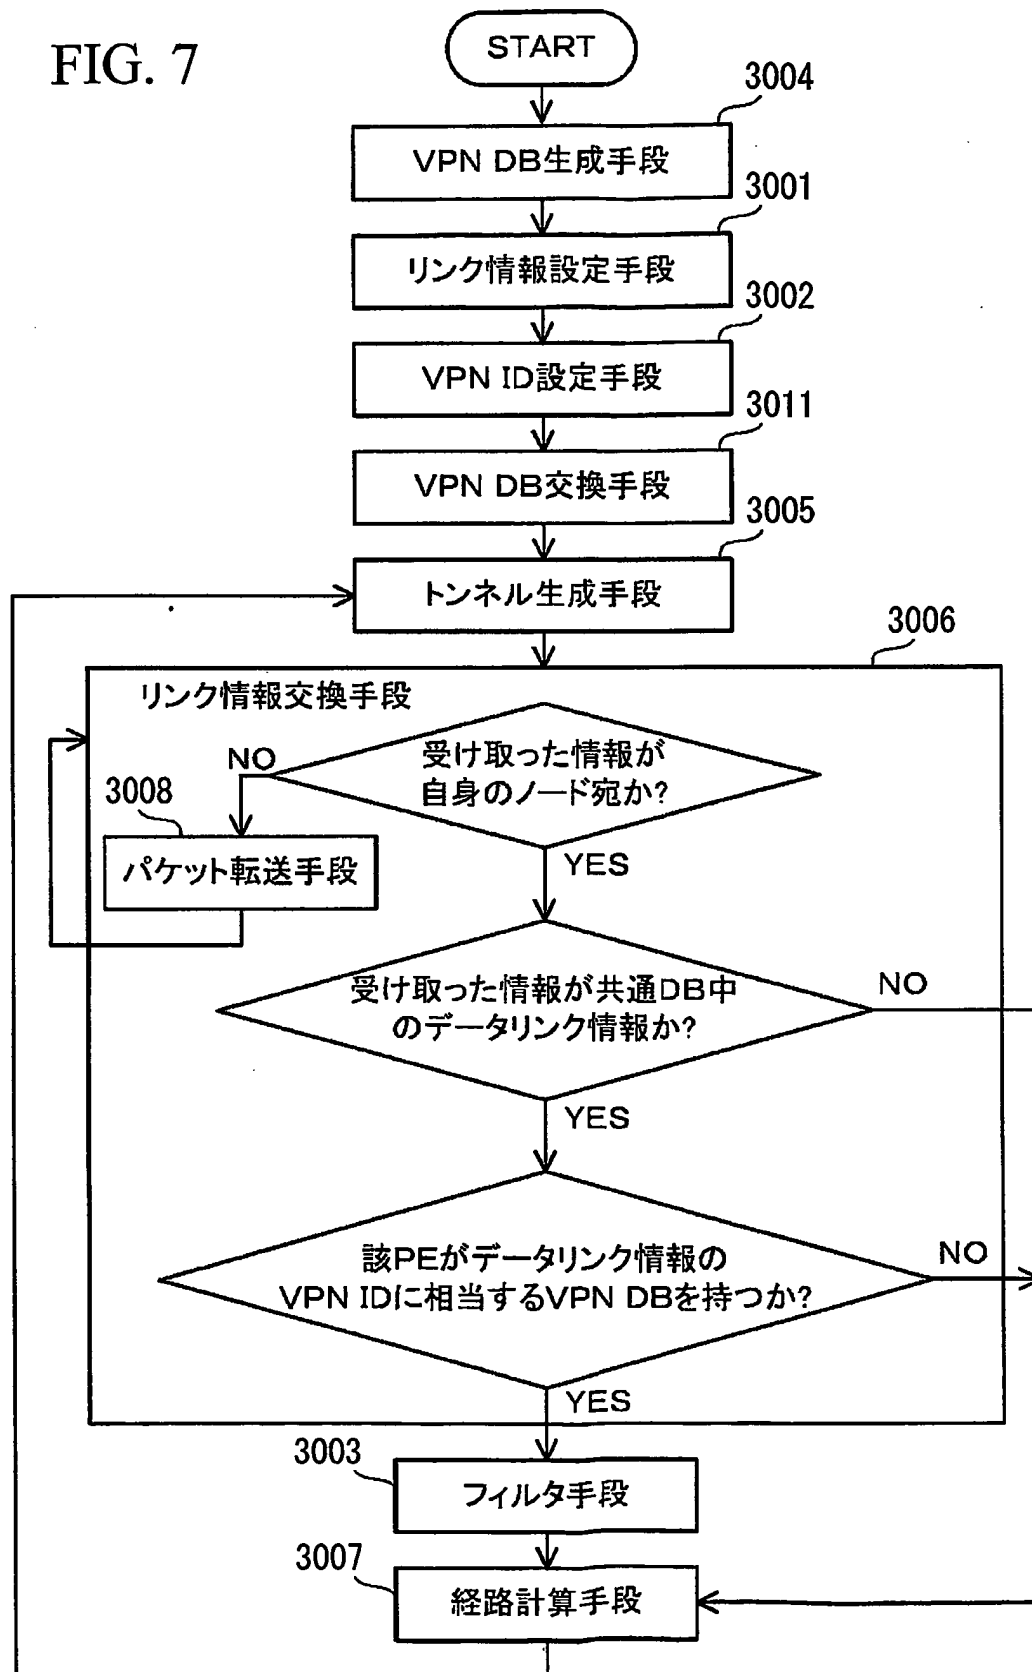 FIG. 7
START
3004
VPN DB生成手段
3001
リンク情報設定手段
3002
VPN ID設定手段
3011
VPN DB交換手段
3005
トンネル生成手段
3006
リンク情報交換手段
受け取った情報が
自身のノード宛か?
NO
3008
パケット転送手段
YES
受け取った情報が共通DB中
のデータリンク情報か?
NO
YES
該PEがデータリンク情報の
VPN IDに相当するVPN DBを持つか?
NO
YES
3003
フィルタ手段
3007
経路計算手段